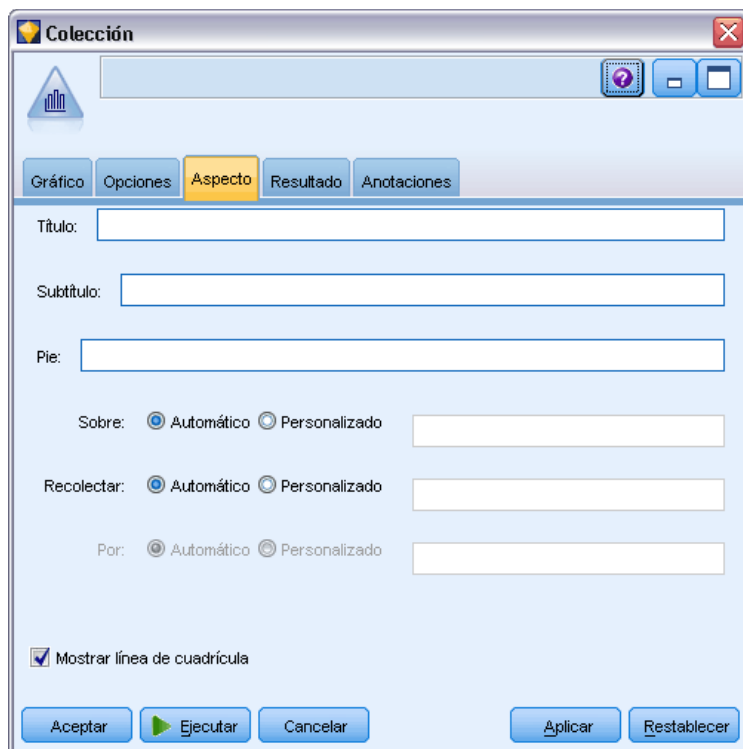 Colección
Gráfico Opciones Aspecto Resultado Anotaciones
Título:
Subtítulo:
Pie:
Sobre: Automático Personalizado
Recolectar: Automático Personalizado
Por: Automático Personalizado
Mostrar línea de cuadrícula
Aceptar Ejecutar Cancelar Aplicar Restablecer